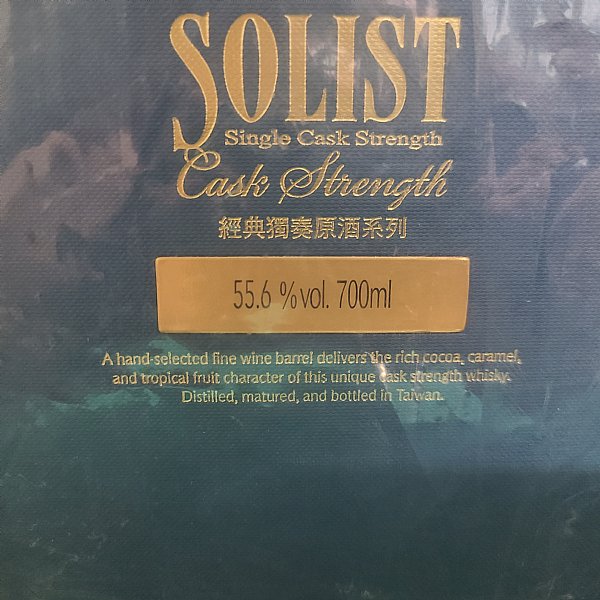 SOLIST
Single Cask Strength
Cask Strength
經典獨奏原酒系列
55.6 %vol. 700ml
A hand-selected fine wine barrel delivers the rich cocoa, caramel,
and tropical fruit character of this unique cask strength whisky.
Distilled, matured, and bottled in Taiwan.